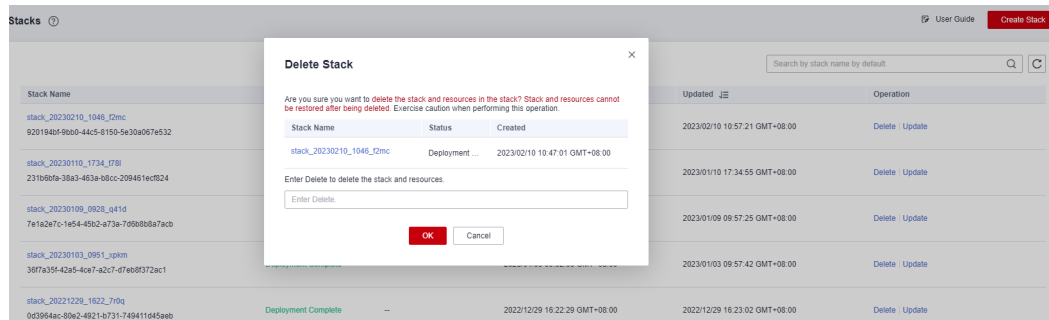 Stacks
User Guide
Create Stack
Search by stack name by default.
Stack Name
Updated
Operation
stack_20230210_1046_f2mc
920194bf-9bb0-44c5-8150-5e30a067e532
2023/02/10 10:57:21 GMT+08:00
Delete | Update
stack_20230110_1734_t78l
231b6bfa-38a3-463a-b8cc-209461ecf824
2023/01/10 17:34:55 GMT+08:00
Delete | Update
stack_20230109_0928_q41d
7e1a2e7c-1e54-45b2-a73a-7d6b8b8a7acb
2023/01/09 09:57:25 GMT+08:00
Delete | Update
stack_20230103_0951_xpkm
36f7a35f-42a5-4ce7-a2c7-d7eb8f372ac1
2023/01/03 09:57:42 GMT+08:00
Delete | Update
stack_20221229_1622_7r0q
0d3964ac-80e2-4921-b731-749411d45aeb
Deployment Complete
--
2022/12/29 16:22:29 GMT+08:00
2022/12/29 16:23:02 GMT+08:00
Delete | Update
Delete Stack
Are you sure you want to delete the stack and resources in the stack? Stack and resources cannot
be restored after being deleted. Exercise caution when performing this operation.
Stack Name
Status
Created
stack_20230210_1046_f2mc
Deployment ...
2023/02/10 10:47:01 GMT+08:00
Enter Delete to delete the stack and resources.
Enter Delete.
OK
Cancel